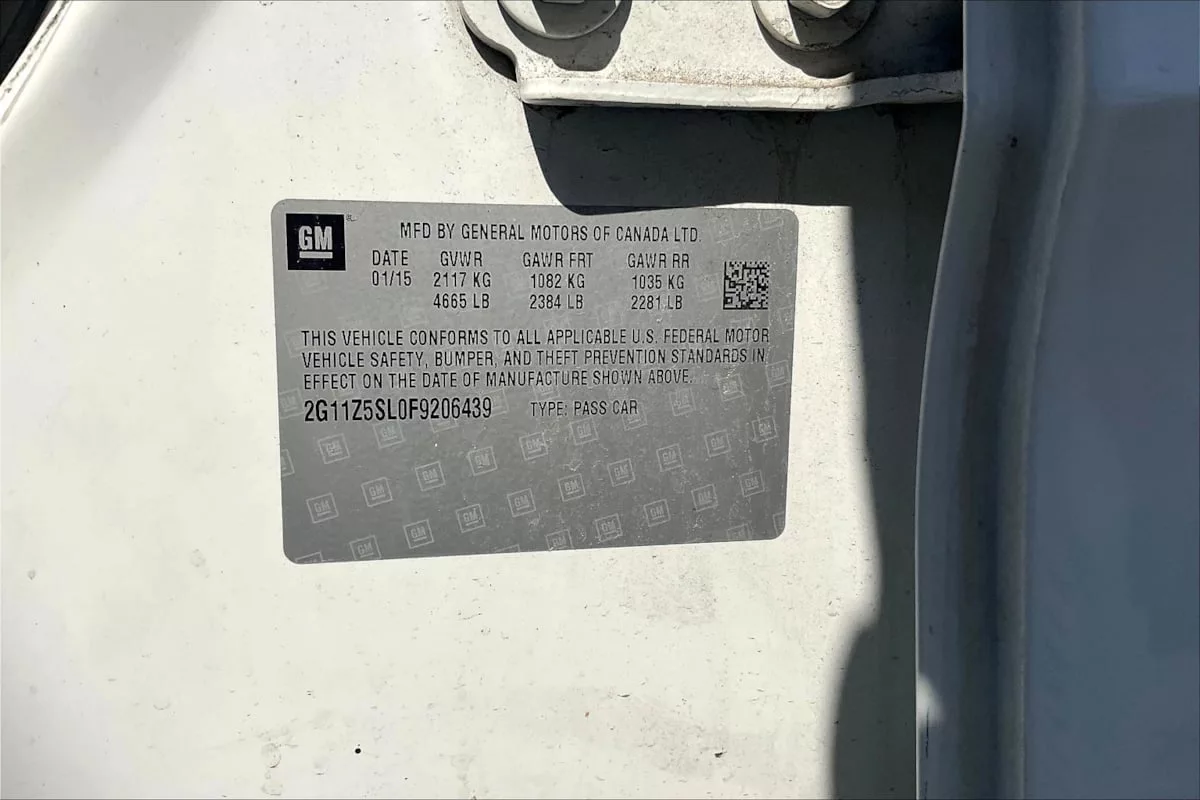 GM
MFD BY GENERAL MOTORS OF CANADA LTD.
DATE GVWR GAWR FRT GAWR RR
01/15 2117 KG 1082 KG 1035 KG
4665 LB 2384 LB 2281 LB
THIS VEHICLE CONFORMS TO ALL APPLICABLE U.S. FEDERAL MOTOR
VEHICLE SAFETY, BUMPER, AND THEFT PREVENTION STANDARDS IN
EFFECT ON THE DATE OF MANUFACTURE SHOWN ABOVE.
2G11Z5SL0F9206439 TYPE: PASS CAR